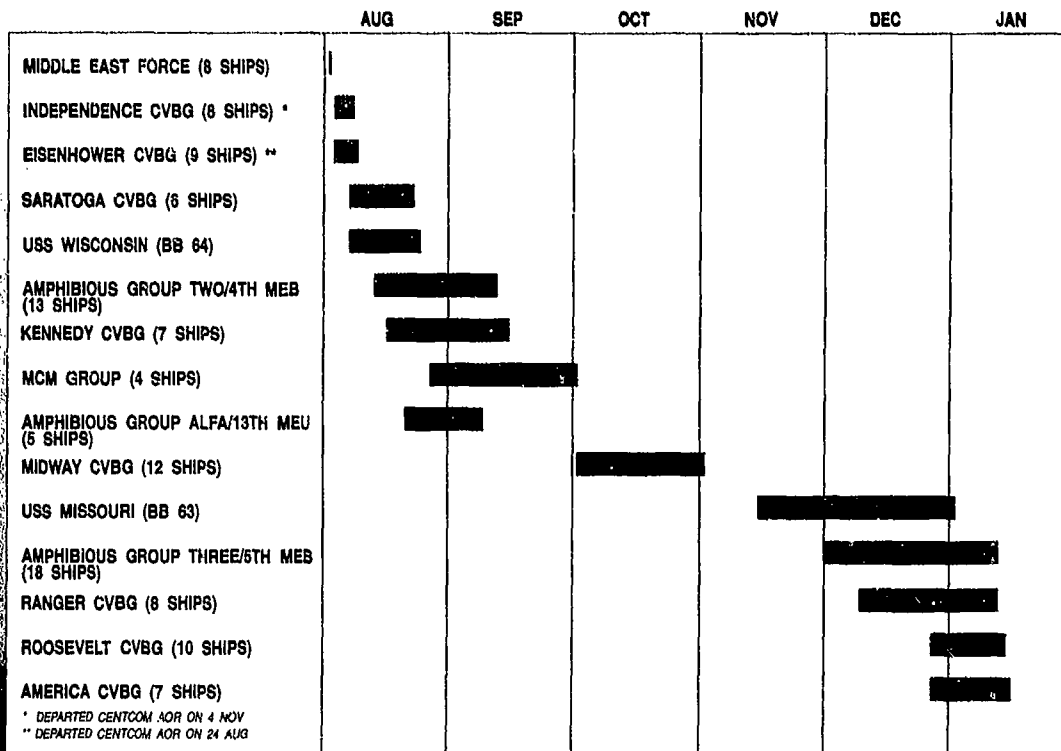 AUG SEP OCT NOV DEC JAN
MIDDLE EAST FORCE (8 SHIPS)
INDEPENDENCE CVBG (8 SHIPS) *
EISENHOWER CVBG (9 SHIPS) **
SARATOGA CVBG (6 SHIPS)
USS WISCONSIN (BB 64)
AMPHIBIOUS GROUP TWO/4TH MEB
(13 SHIPS)
KENNEDY CVBG (7 SHIPS)
MCM GROUP (4 SHIPS)
AMPHIBIOUS GROUP ALFA/13TH MEU
(5 SHIPS)
MIDWAY CVBG (12 SHIPS)
USS MISSOURI (BB 63)
AMPHIBIOUS GROUP THREE/5TH MEB
(18 SHIPS)
RANGER CVBG (8 SHIPS)
ROOSEVELT CVBG (10 SHIPS)
AMERICA CVBG (7 SHIPS)
* DEPARTED CENTCOM AOR ON 4 NOV
** DEPARTED CENTCOM AOR ON 24 AUG